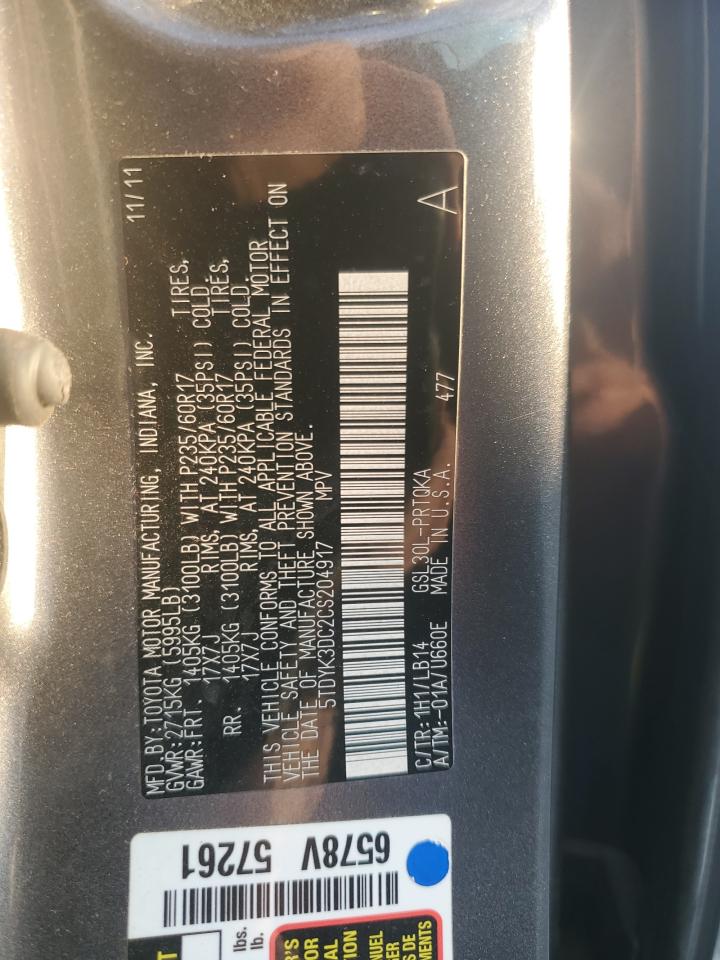 11/11
MFD.BY:TOYOTA MOTOR MANUFACTURING, INDIANA, INC.
GVWR:2715KG (5995LB)
GAWR:FRT. 1405KG (3100LB) WITH P235/60R17 TIRES,
17X7J RIMS, AT 240KPA (35PSI) COLD.
RR. 1405KG (3100LB) WITH P235/60R17 TIRES,
17X7J RIMS, AT 240KPA (35PSI) COLD.
THIS VEHICLE CONFORMS TO ALL APPLICABLE FEDERAL MOTOR
VEHICLE SAFETY AND THEFT PREVENTION STANDARDS IN EFFECT ON
THE DATE OF MANUFACTURE SHOWN ABOVE.
5TDYK3DC2CS204917 MPV
C/TR:1H1/LB14 GSL30L-PRTQKA 477 A
A/TM:-01A/U660E MADE IN U.S.A.
6578V 57261
lbs.
lb.